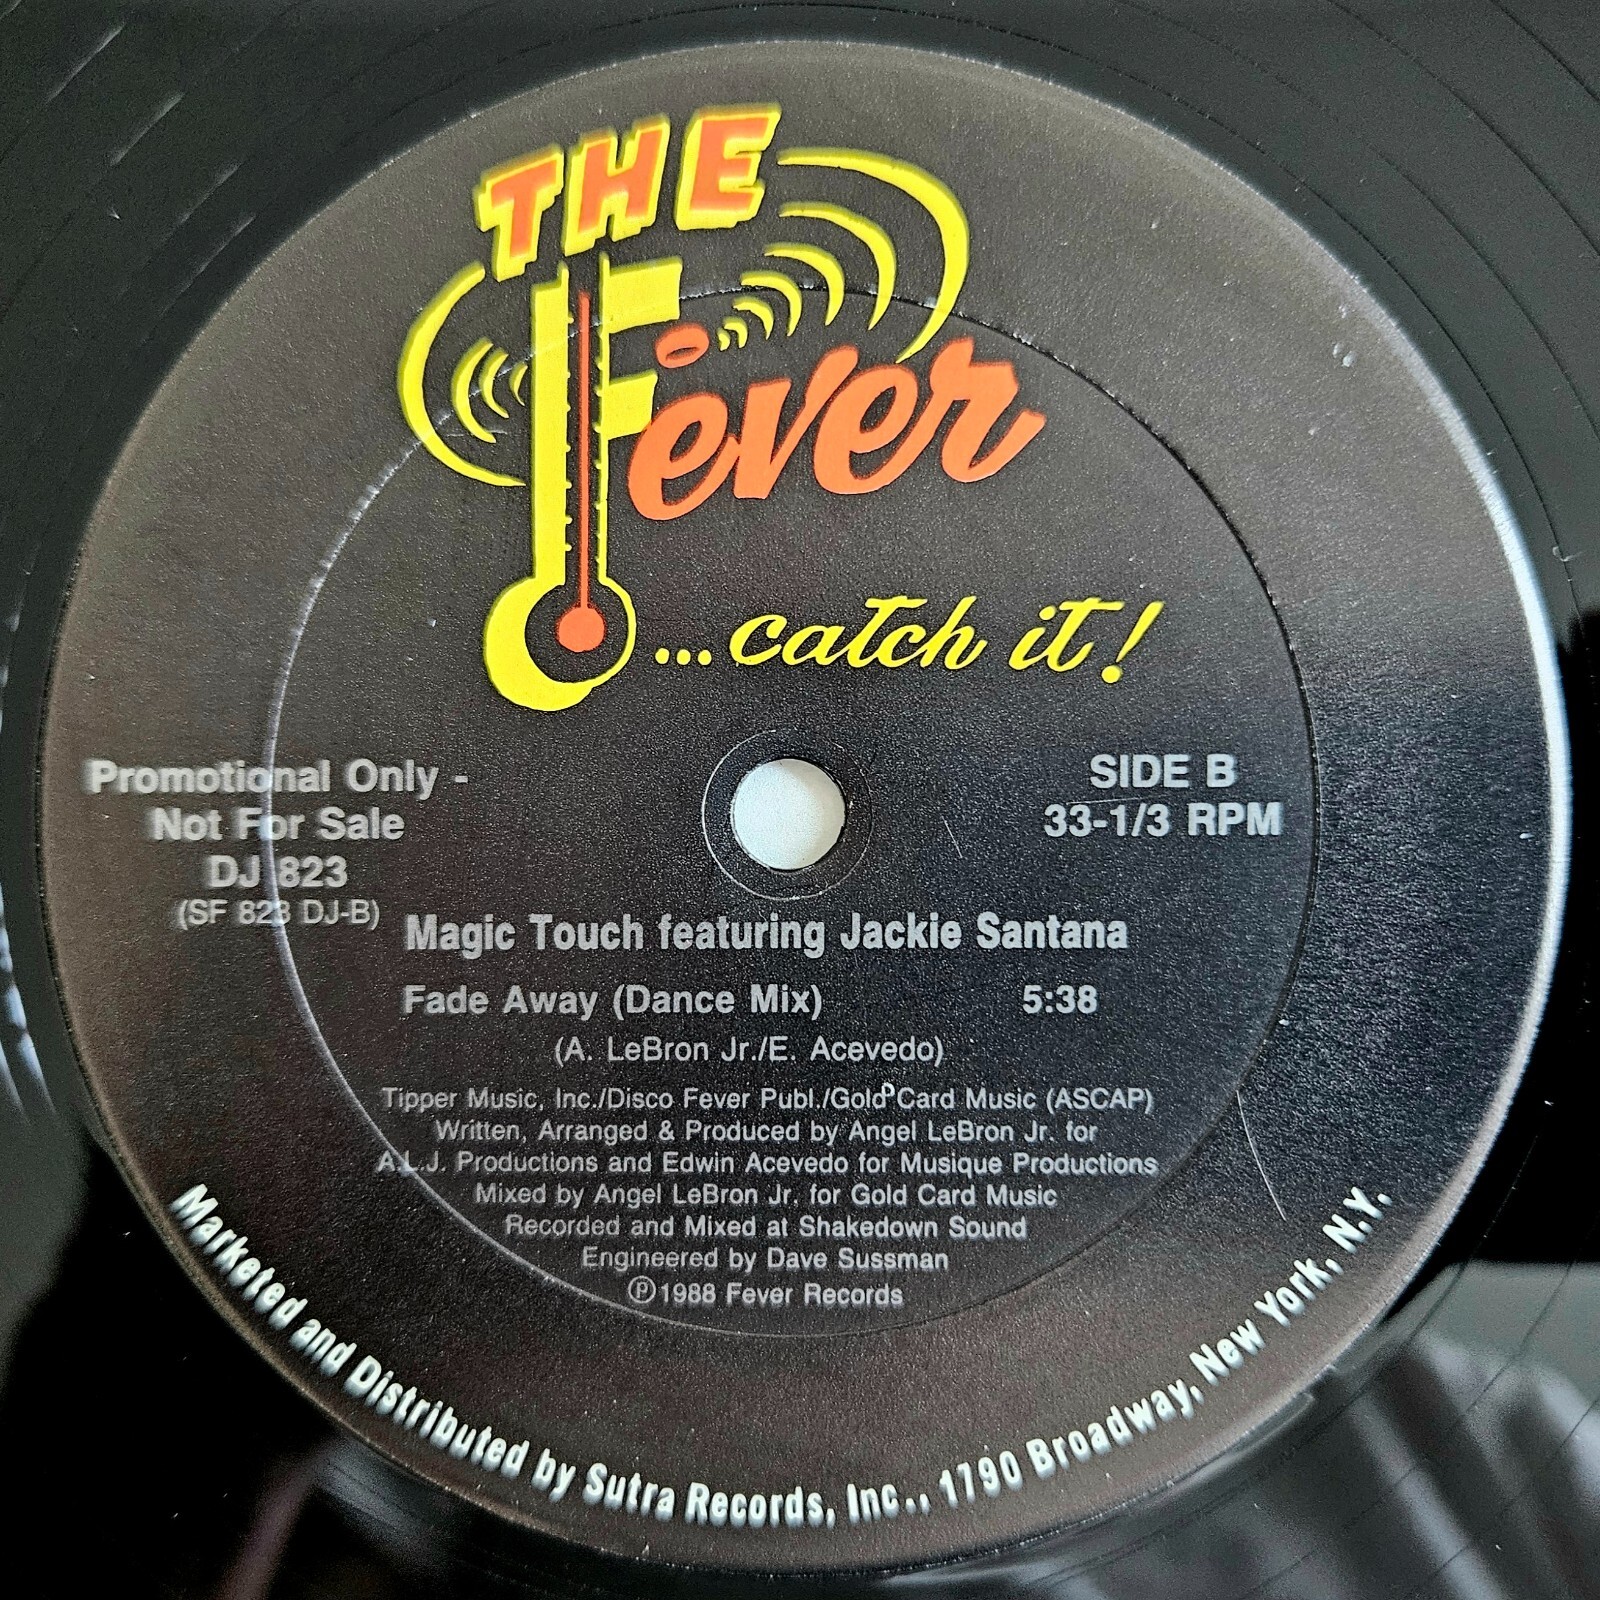 THE
Fever
...catch it!
Promotional Only -
Not For Sale
DJ 823
(SF 823 DJ-B)
SIDE B
33-1/3 RPM
Magic Touch featuring Jackie Santana
Fade Away (Dance Mix) 5:38
(A. LeBron Jr./E. Acevedo)
Tipper Music, Inc./Disco Fever Publ./Gold Card Music (ASCAP)
Written, Arranged & Produced by Angel LeBron Jr. for
A.L.J. Productions and Edwin Acevedo for Musique Productions
Mixed by Angel LeBron Jr. for Gold Card Music
Recorded and Mixed at Shakedown Sound
Engineered by Dave Sussman
℗1988 Fever Records
Marketed and Distributed by Sutra Records, Inc., 1790 Broadway, New York, N.Y.